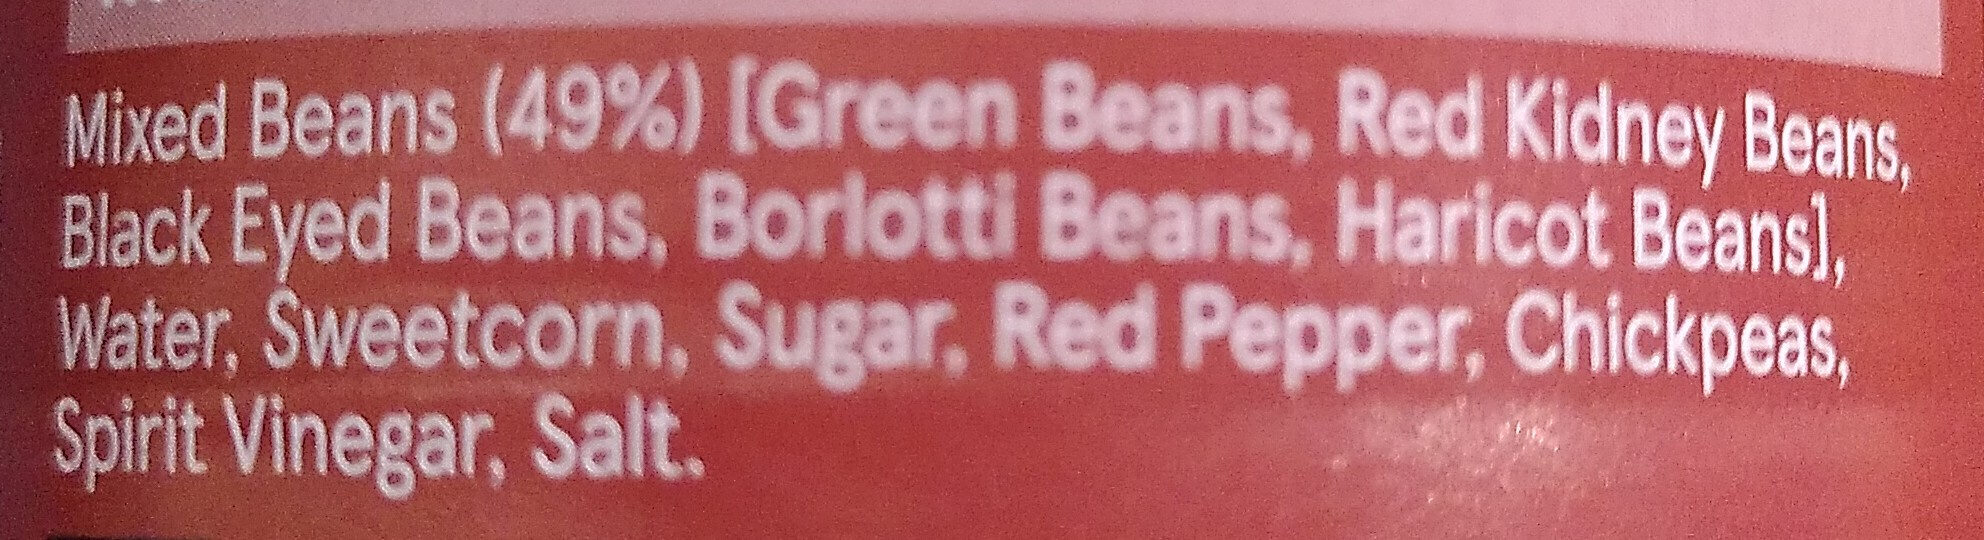 Mixed Beans (49%) [Green Beans, Red Kidney Beans,
Black Eyed Beans, Borlotti Beans, Haricot Beans],
Water, Sweetcorn, Sugar, Red Pepper, Chickpeas,
Spirit Vinegar, Salt.